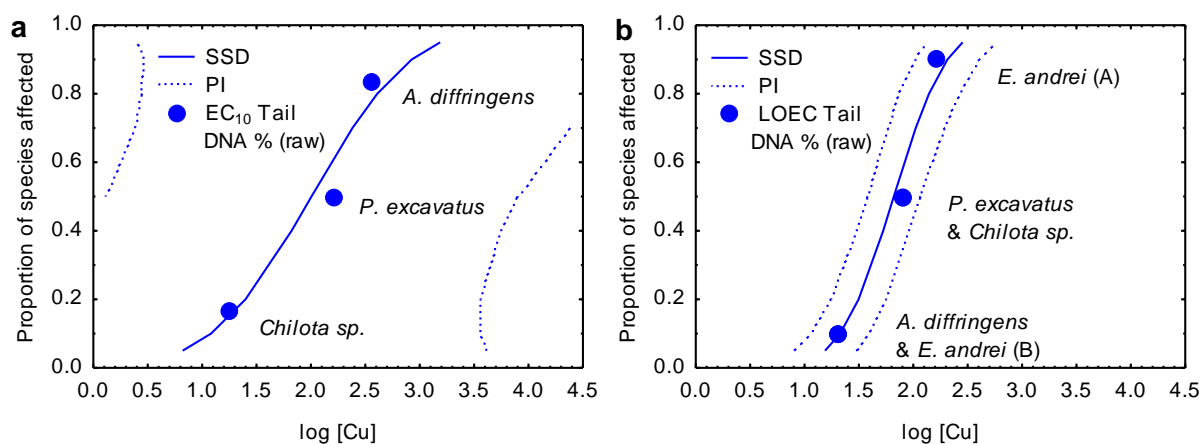 a
Proportion of species affected
1.0
0.8
0.6
0.4
0.2
0.0
SSD
PI
EC10 Tail
DNA % (raw)
A. diffringens
P. excavatus
Chilota sp.
0.0 0.5 1.0 1.5 2.0 2.5 3.0 3.5 4.0 4.5
log [Cu]
b
Proportion of species affected
1.0
0.8
0.6
0.4
0.2
0.0
SSD
PI
LOEC Tail
DNA % (raw)
E. andrei (A)
P. excavatus
& Chilota sp.
A. diffringens
& E. andrei (B)
0.0 0.5 1.0 1.5 2.0 2.5 3.0 3.5 4.0 4.5
log [Cu]